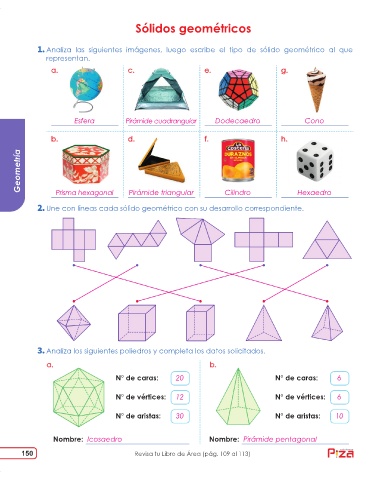 Sólidos geométricos
1. Analiza las siguientes imágenes, luego escribe el tipo de sólido geométrico al que
representan.
a. c. e. g.
Esfera Pirámide cuadrangular Dodecaedro Cono
b. d. f. h.
LA COSTEÑA
DURAZNOS
Prisma hexagonal Pirámide triangular Cilindro Hexaedro
Geometría
2. Une con líneas cada sólido geométrico con su desarrollo correspondiente.
3. Analiza los siguientes poliedros y completa los datos solicitados.
a. b.
N° de caras: 20 N° de caras: 6
N° de vértices: 12 N° de vértices: 6
N° de aristas: 30 N° de aristas: 10
Nombre: Icosaedro Nombre: Pirámide pentagonal
150 Revisa tu Libro de Área (pág. 109 al 113) Pizza